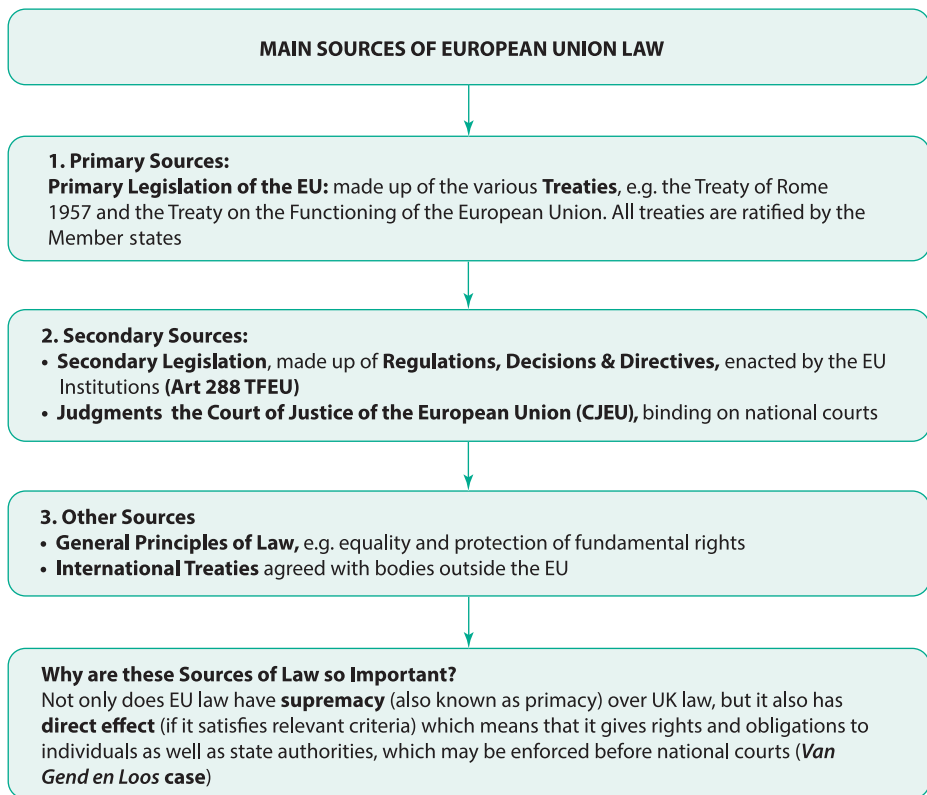 MAIN SOURCES OF EUROPEAN UNION LAW
1. Primary Sources:
Primary Legislation of the EU: made up of the various Treaties, e.g. the Treaty of Rome
1957 and the Treaty on the Functioning of the European Union. All treaties are ratified by the
Member states
2. Secondary Sources:
• Secondary Legislation, made up of Regulations, Decisions & Directives, enacted by the EU
Institutions (Art 288 TFEU)
• Judgments the Court of Justice of the European Union (CJEU), binding on national courts
3. Other Sources
• General Principles of Law, e.g. equality and protection of fundamental rights
• International Treaties agreed with bodies outside the EU
Why are these Sources of Law so Important?
Not only does EU law have supremacy (also known as primacy) over UK law, but it also has
direct effect (if it satisfies relevant criteria) which means that it gives rights and obligations to
individuals as well as state authorities, which may be enforced before national courts (Van
Gend en Loos case)